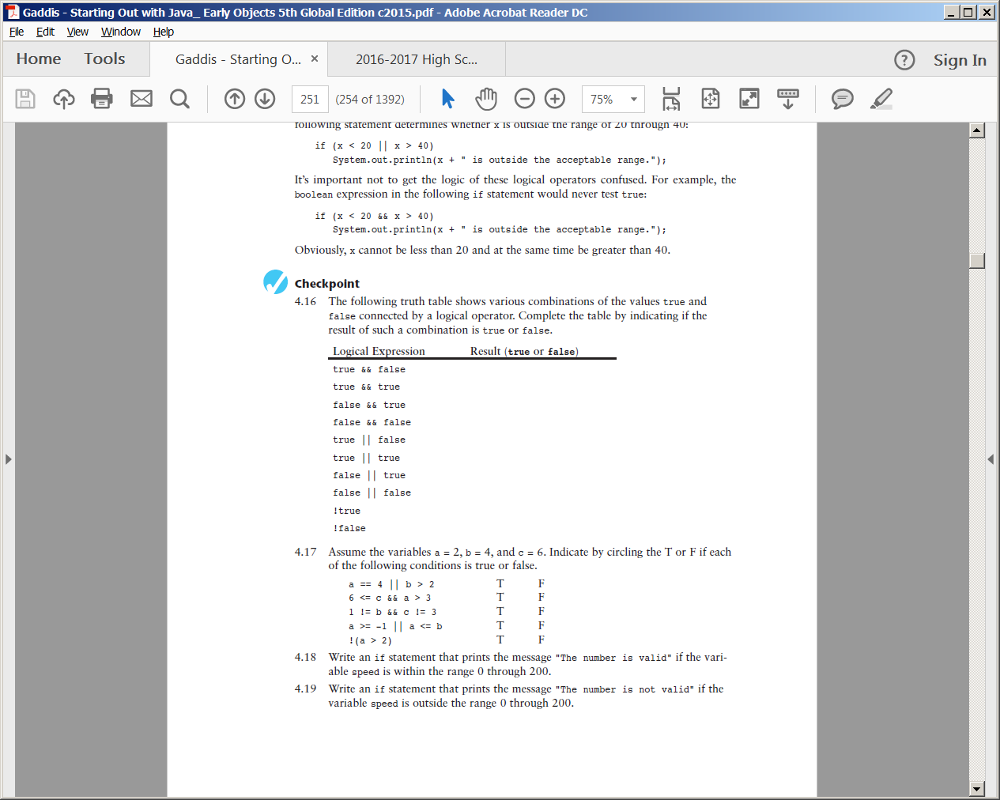 Gaddis - Starting Out with Java_ Early Objects 5th Global Edition c2015.pdf - Adobe Acrobat Reader DC
File Edit View Window Help
Home Tools Gaddis - Starting O... × 2016-2017 High Sc... ? Sign In
251 (254 of 1392) 75%
following statement determines whether x is outside the range of 20 through 40:
if (x < 20 || x > 40)
System.out.println(x + " is outside the acceptable range.");
It's important not to get the logic of these logical operators confused. For example, the
boolean expression in the following if statement would never test true:
if (x < 20 && x > 40)
System.out.println(x + " is outside the acceptable range.");
Obviously, x cannot be less than 20 and at the same time be greater than 40.
Checkpoint
4.16 The following truth table shows various combinations of the values true and
false connected by a logical operator. Complete the table by indicating if the
result of such a combination is true or false.
Logical Expression Result (true or false)
true && false
true && true
false && true
false && false
true || false
true || true
false || true
false || false
!true
!false
4.17 Assume the variables a = 2, b = 4, and c = 6. Indicate by circling the T or F if each
of the following conditions is true or false.
a == 4 || b > 2 T F
6 <= c && a > 3 T F
1 != b && c != 3 T F
a >= -1 || a <= b T F
!(a > 2) T F
4.18 Write an if statement that prints the message "The number is valid" if the vari-
able speed is within the range 0 through 200.
4.19 Write an if statement that prints the message "The number is not valid" if the
variable speed is outside the range 0 through 200.